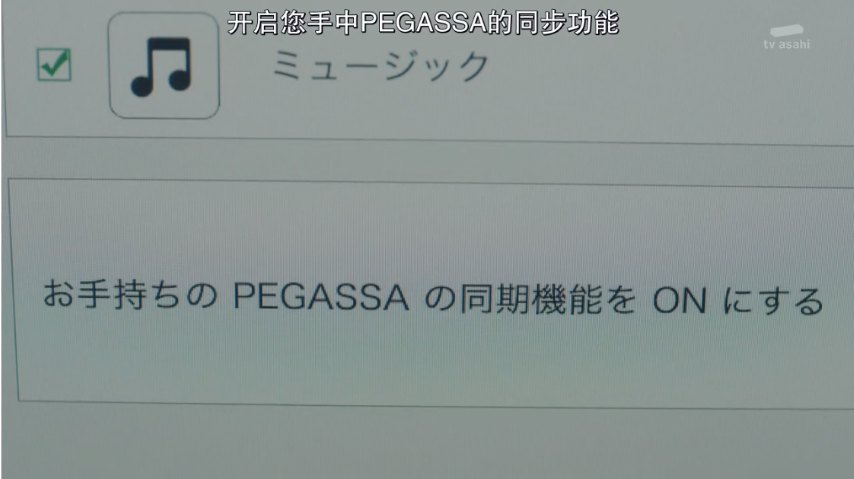 开启您手中PEGASSA的同步功能
tv asahi
ミュージック
お手持ちの PEGASSA の同期機能を ON にする